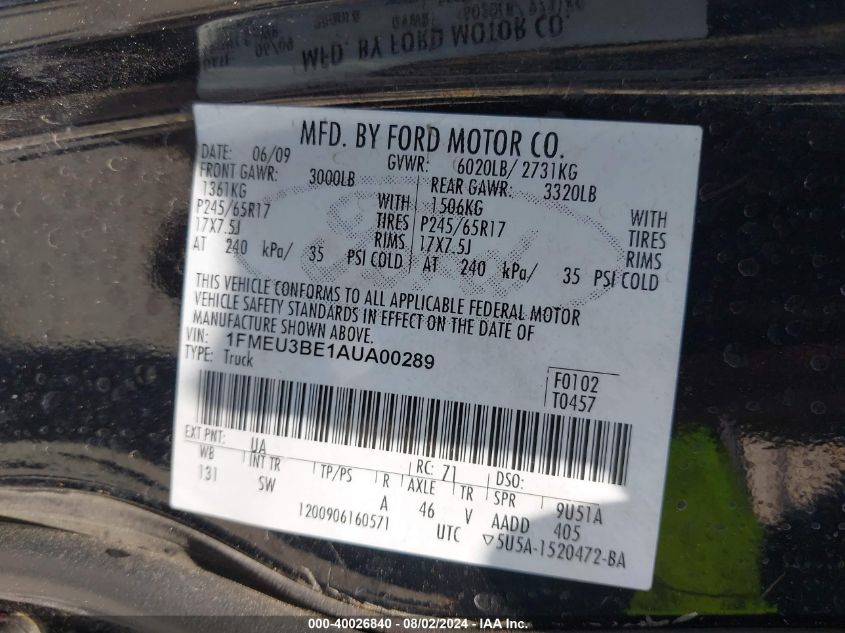 MFD. BY FORD MOTOR CO.
DATE: 06/09 GVWR: 6020LB/ 2731KG
FRONT GAWR: 3000LB REAR GAWR: 3320LB
1361KG WITH 1506KG WITH
P245/65R17 TIRES P245/65R17 TIRES
17X7.5J RIMS 17X7.5J RIMS
AT 240 kPa/ 35 PSI COLD AT 240 kPa/ 35 PSI COLD
THIS VEHICLE CONFORMS TO ALL APPLICABLE FEDERAL MOTOR
VEHICLE SAFETY STANDARDS IN EFFECT ON THE DATE OF
MANUFACTURE SHOWN ABOVE.
VIN: 1FMEU3BE1AUA00289
TYPE: Truck
F0102
T0457
EXT PNT: UA RC: 71 DSO:
WB INT TR TP/PS R AXLE TR SPR 9U51A
131 SW A 46 V AADD 405
1200906160571 UTC ▽5U5A-1520472-BA
000-40026840 - 08/02/2024 - IAAI.com